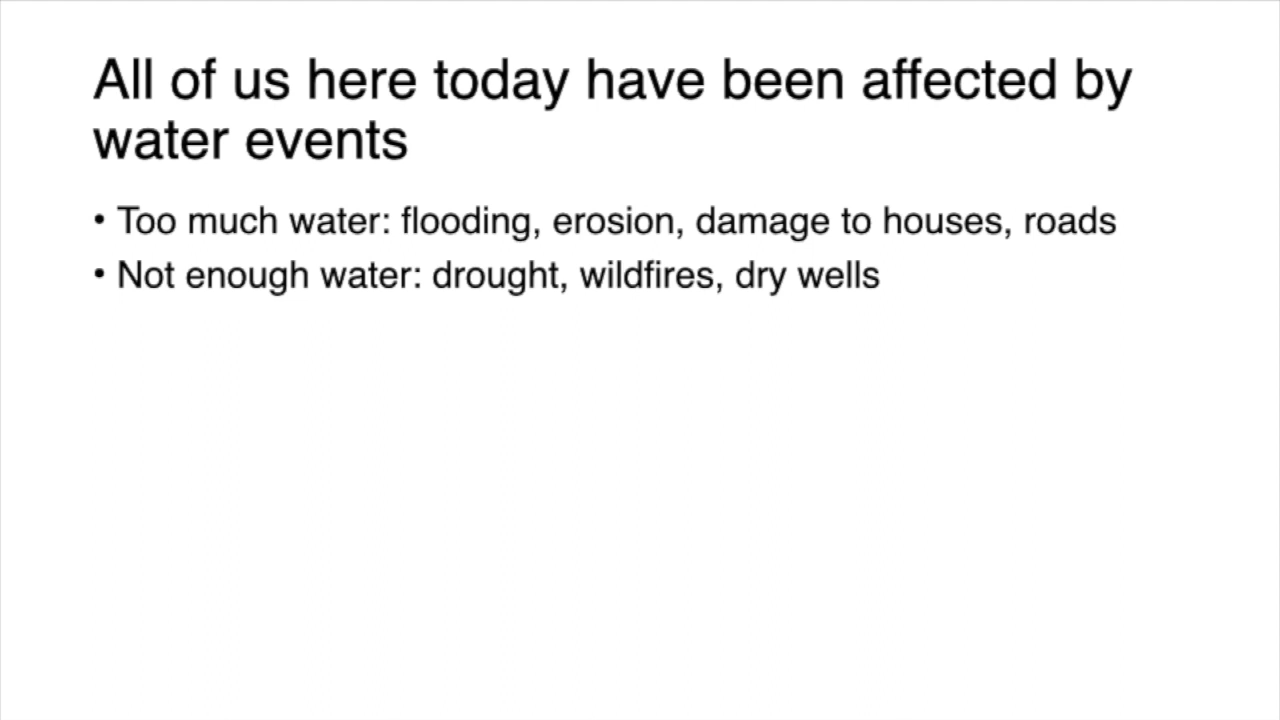 All of us here today have been affected by
water events
• Too much water: flooding, erosion, damage to houses, roads
• Not enough water: drought, wildfires, dry wells